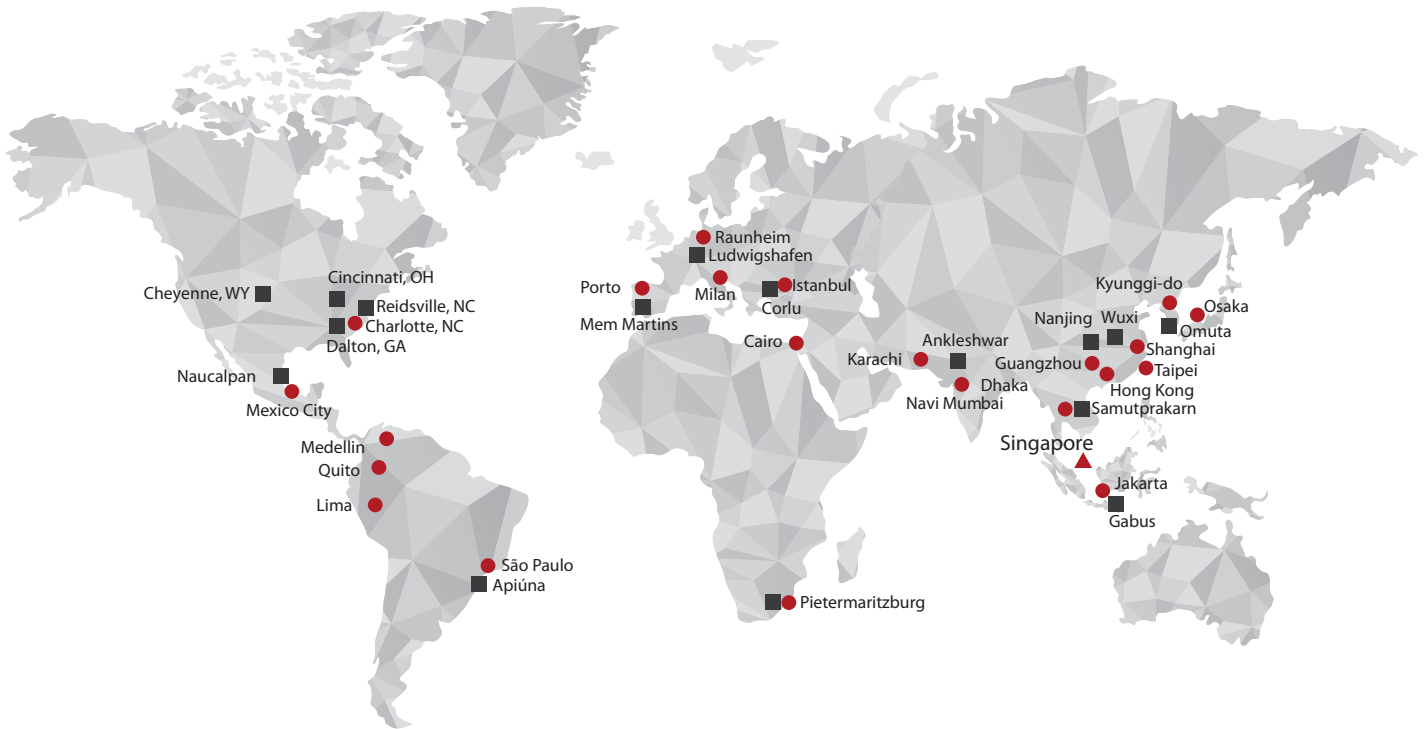 Cheyenne, WY
Cincinnati, OH
Reidsville, NC
Charlotte, NC
Dalton, GA
Naucalpan
Mexico City
Medellin
Quito
Lima
São Paulo
Apiúna
Raunheim
Ludwigshafen
Porto
Milan
Istanbul
Corlu
Mem Martins
Cairo
Pietermaritzburg
Karachi
Ankleshwar
Dhaka
Navi Mumbai
Kyunggi-do
Osaka
Nanjing
Wuxi
Omuta
Shanghai
Guangzhou
Taipei
Hong Kong
Samutprakarn
Singapore
Jakarta
Gabus